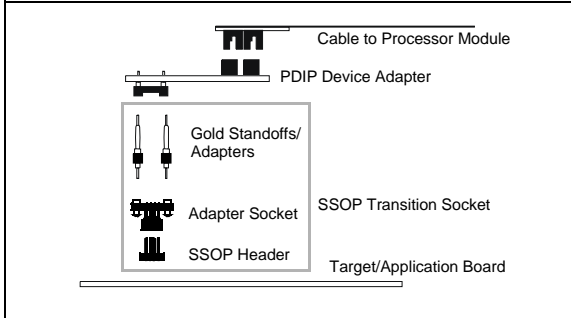 Cable to Processor Module
PDIP Device Adapter
Gold Standoffs/
Adapters
Adapter Socket
SSOP Transition Socket
SSOP Header
Target/Application Board